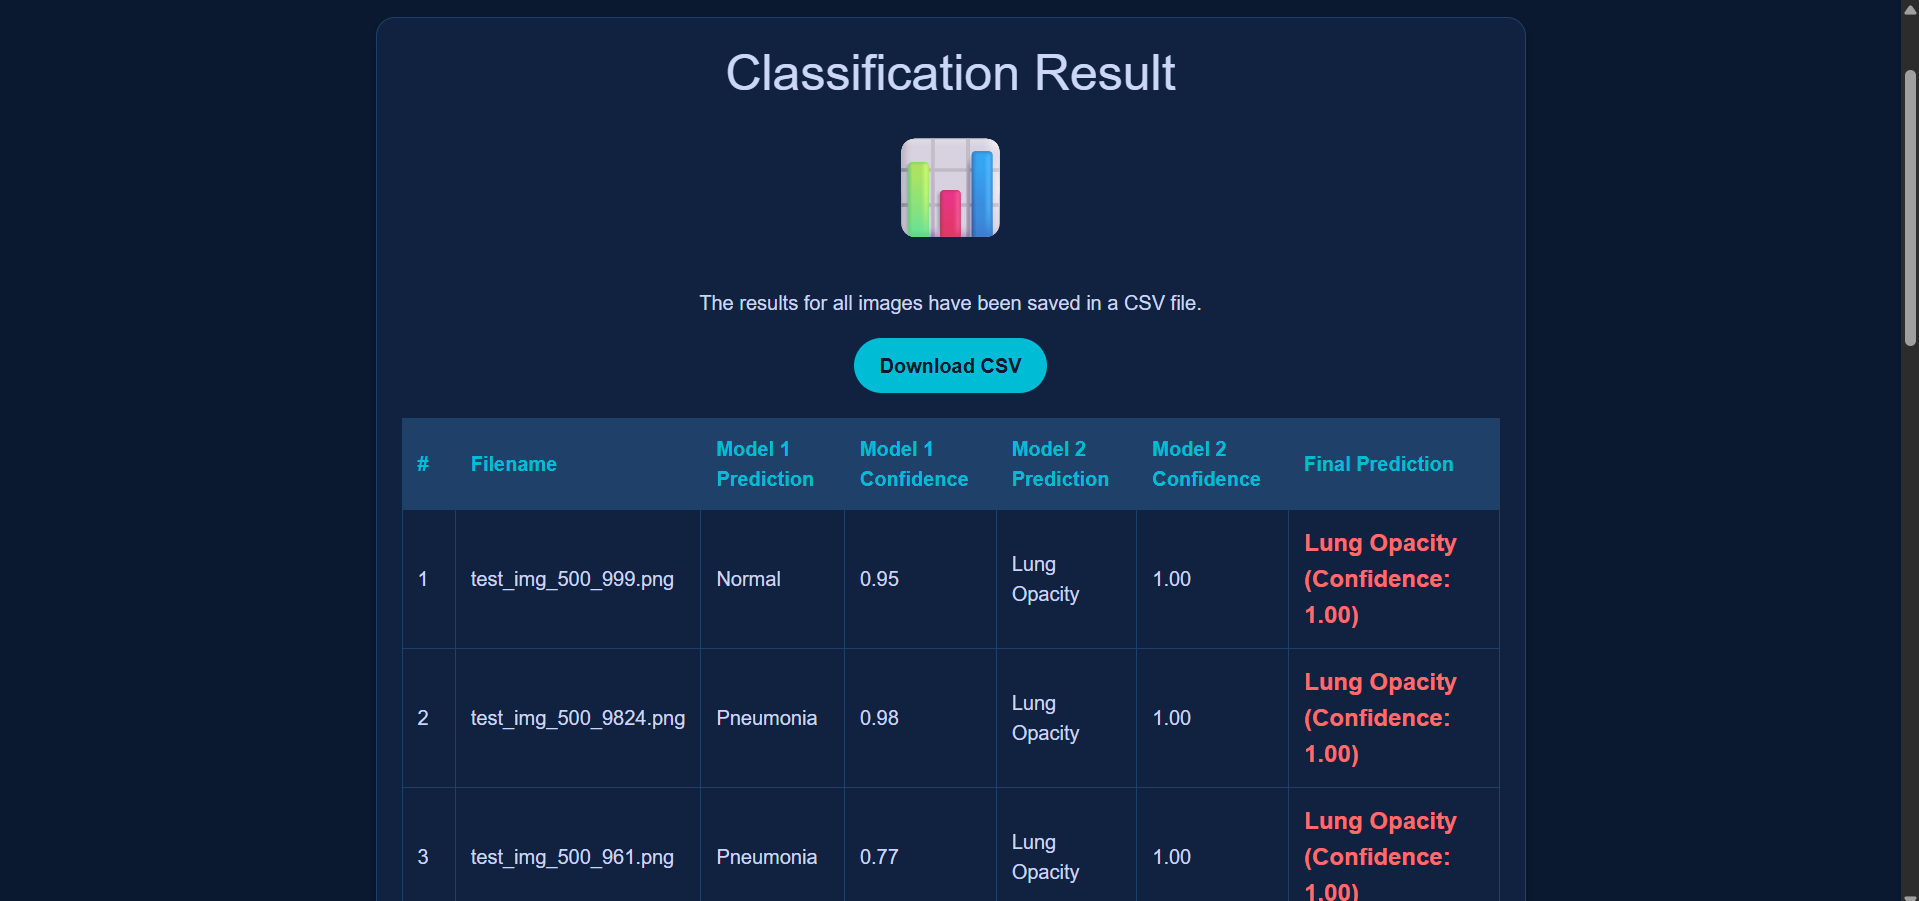 Classification Result
The results for all images have been saved in a CSV file.
Download CSV
# Filename Model 1 Prediction Model 1 Confidence Model 2 Prediction Model 2 Confidence Final Prediction
1 test_img_500_999.png Normal 0.95 Lung Opacity 1.00 Lung Opacity (Confidence: 1.00)
2 test_img_500_9824.png Pneumonia 0.98 Lung Opacity 1.00 Lung Opacity (Confidence: 1.00)
3 test_img_500_961.png Pneumonia 0.77 Lung Opacity 1.00 Lung Opacity (Confidence: 1.00)